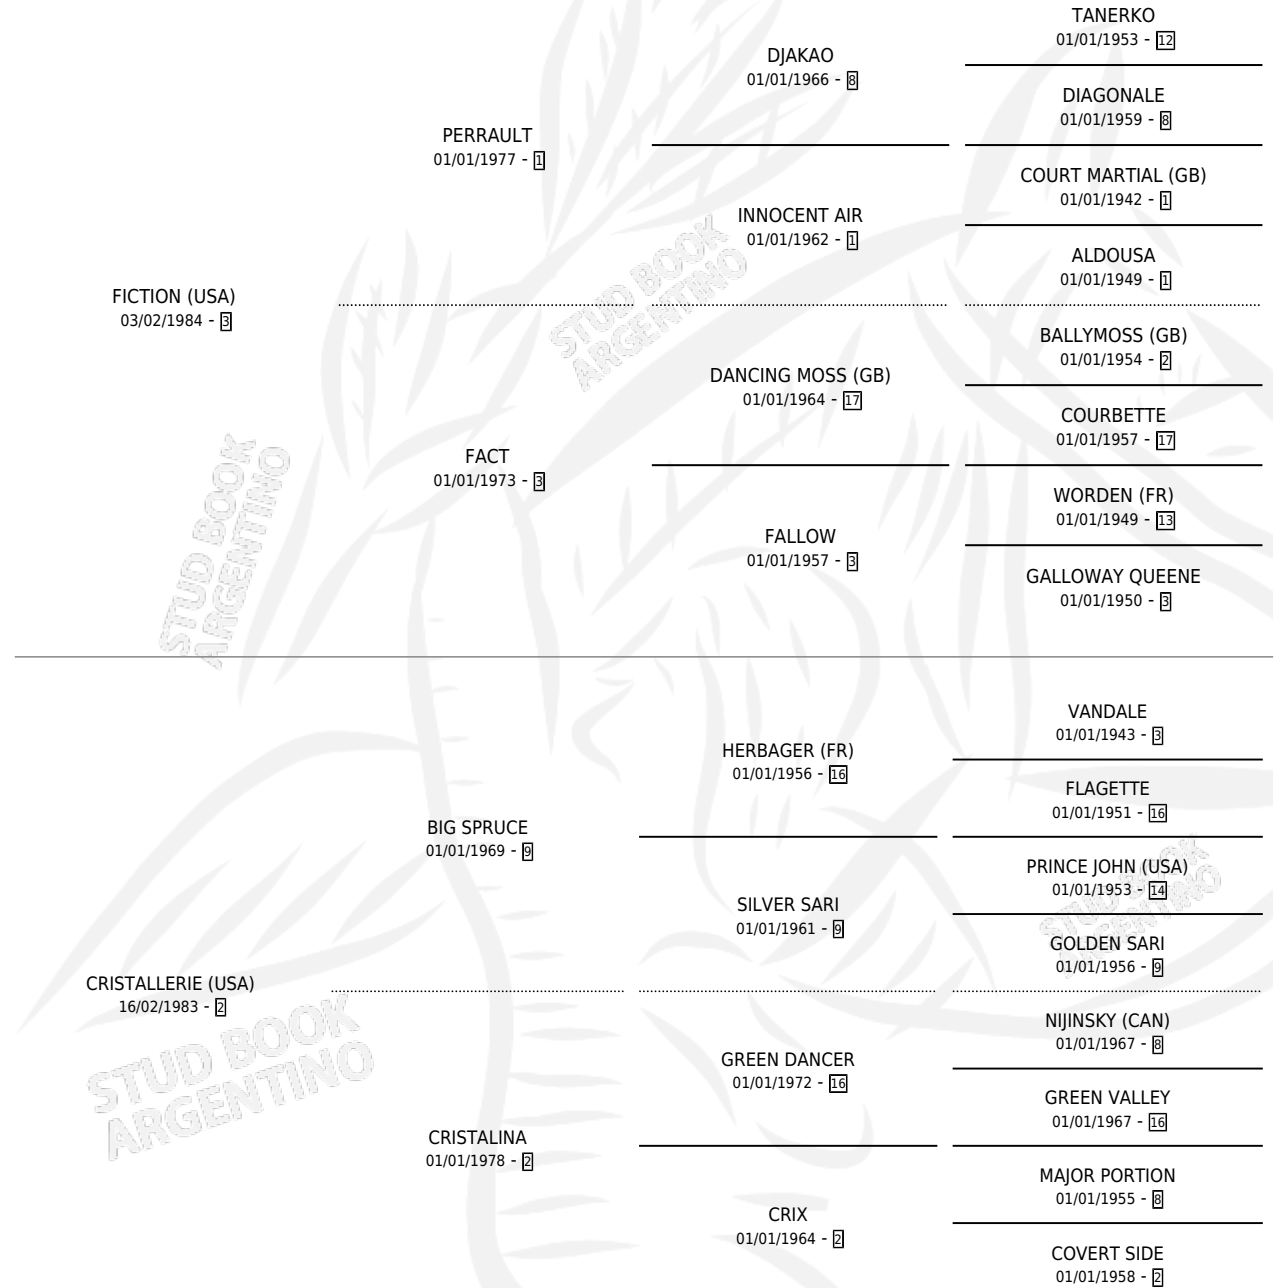 TANERKO
01/01/1953 - 12
DJAKAO
01/01/1966 - 8
DIAGONALE
01/01/1959 - 8
PERRAULT
01/01/1977 - 1
COURT MARTIAL (GB)
01/01/1942 - 1
INNOCENT AIR
01/01/1962 - 1
ALDOUSA
01/01/1949 - 1
FICTION (USA)
03/02/1984 - 3
STUD BOOK
ARGENTINO
BALLYMOSS (GB)
01/01/1954 - 2
DANCING MOSS (GB)
01/01/1964 - 17
COURBETTE
01/01/1957 - 17
FACT
01/01/1973 - 3
WORDEN (FR)
01/01/1949 - 13
FALLOW
01/01/1957 - 3
GALLOWAY QUEENE
01/01/1950 - 3
STUD BOOK
ARGENTINO
VANDALE
01/01/1943 - 3
HERBAGER (FR)
01/01/1956 - 16
FLAGETTE
01/01/1951 - 16
BIG SPRUCE
01/01/1969 - 9
PRINCE JOHN (USA)
01/01/1953 - 14
SILVER SARI
01/01/1961 - 9
STUD BOOK
ARGENTINO
GOLDEN SARI
01/01/1956 - 9
CRISTALLERIE (USA)
16/02/1983 - 2
NIJINSKY (CAN)
01/01/1967 - 8
GREEN DANCER
01/01/1972 - 16
GREEN VALLEY
01/01/1967 - 16
STUD BOOK
ARGENTINO
CRISTALINA
01/01/1978 - 2
MAJOR PORTION
01/01/1955 - 8
CRIX
01/01/1964 - 2
COVERT SIDE
01/01/1958 - 2